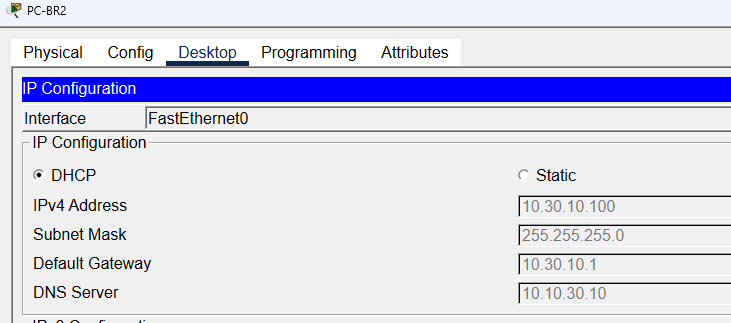 PC-BR2
Physical Config Desktop Programming Attributes
IP Configuration
Interface FastEthernet0
IP Configuration
DHCP Static
IPv4 Address 10.30.10.100
Subnet Mask 255.255.255.0
Default Gateway 10.30.10.1
DNS Server 10.10.30.10